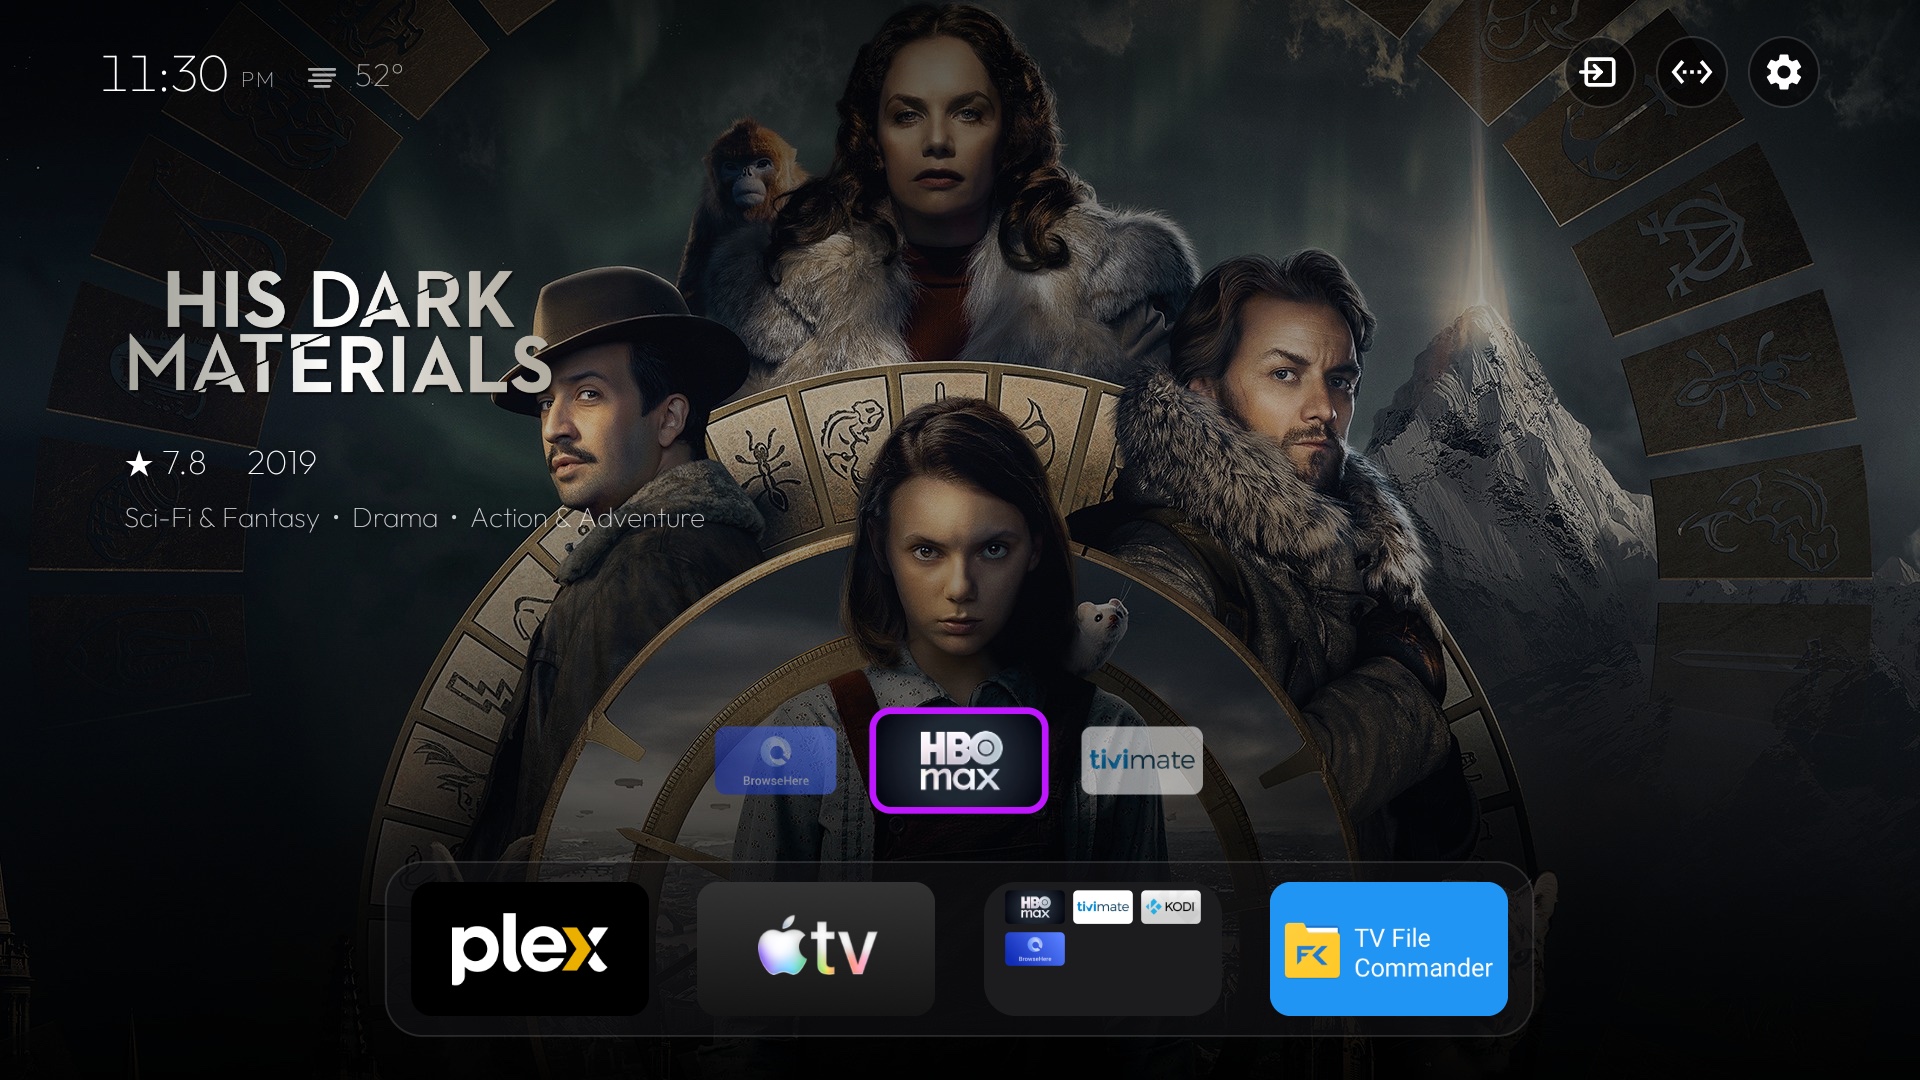 11:30 PM 52°
HIS DARK
MATERIALS
★ 7.8 2019
Sci-Fi & Fantasy • Drama • Action & Adventure
BrowseHere
HBO
max
tivimate
plex
tv
HBO
max
tivimate
KODI
BrowseHere
FK
TV File
Commander